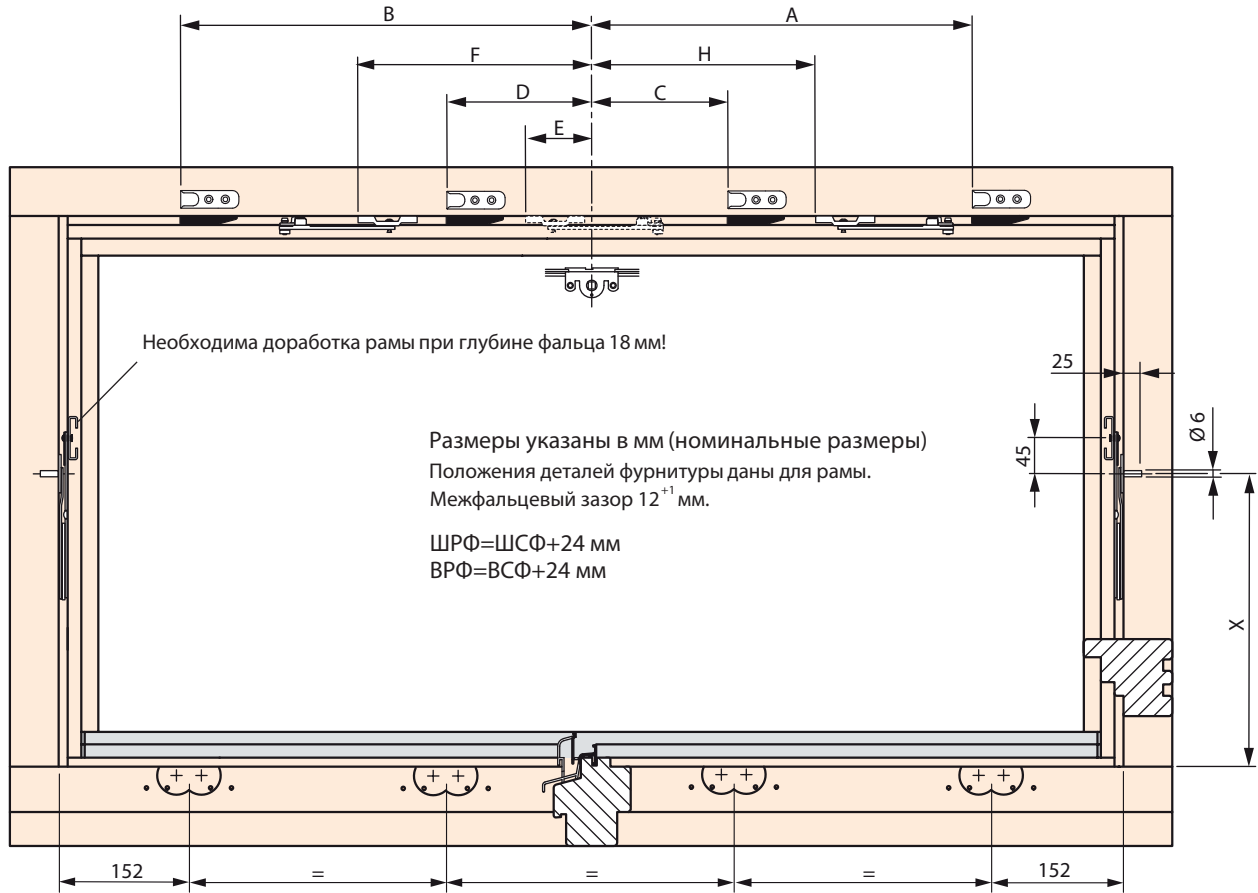 B
A
F
H
D
C
E
Необходима доработка рамы при глубине фальца 18 мм!
25
Ø 6
45
Размеры указаны в мм (номинальные размеры)
Положения деталей фурнитуры даны для рамы.
Межфальцевый зазор 12⁺¹ мм.
ШРФ=ШСФ+24 мм
ВРФ=ВСФ+24 мм
X
152
=
=
=
152